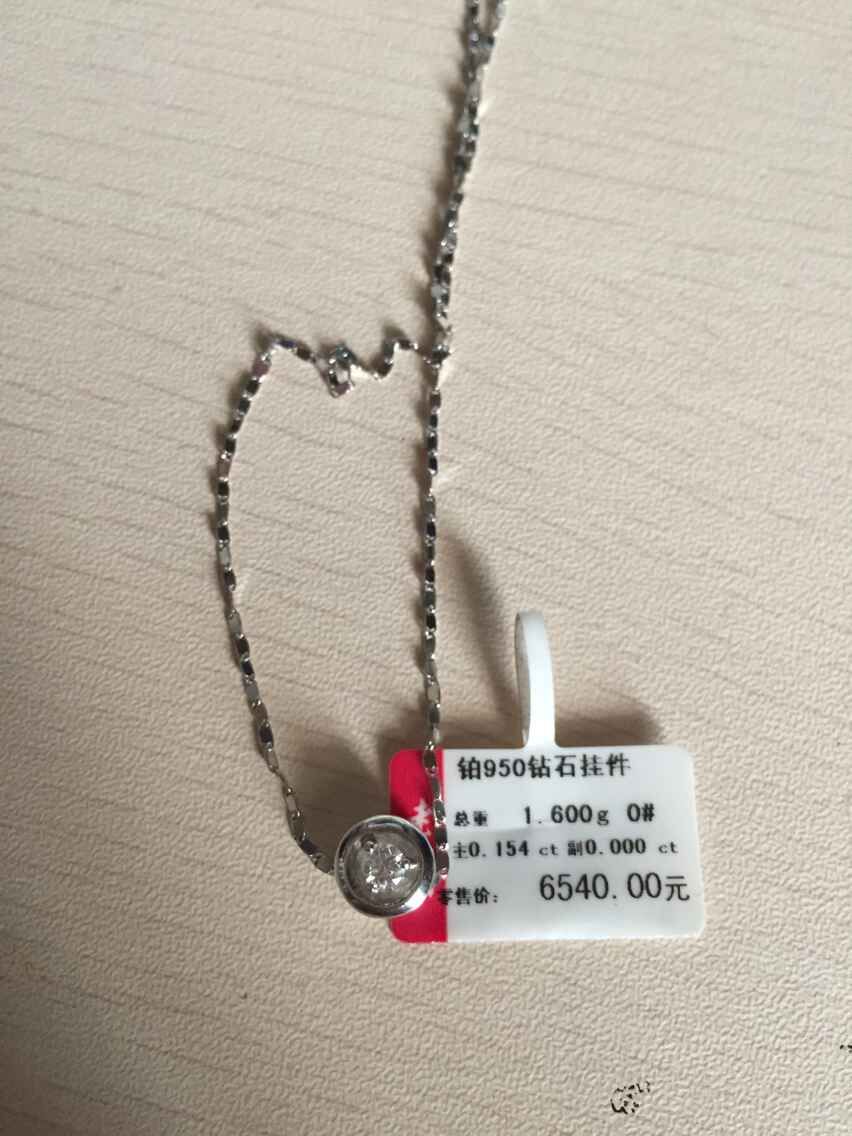 铂950钻石挂件
总重 1.600g 0#
主0.154 ct 副0.000 ct
零售价: 6540.00元